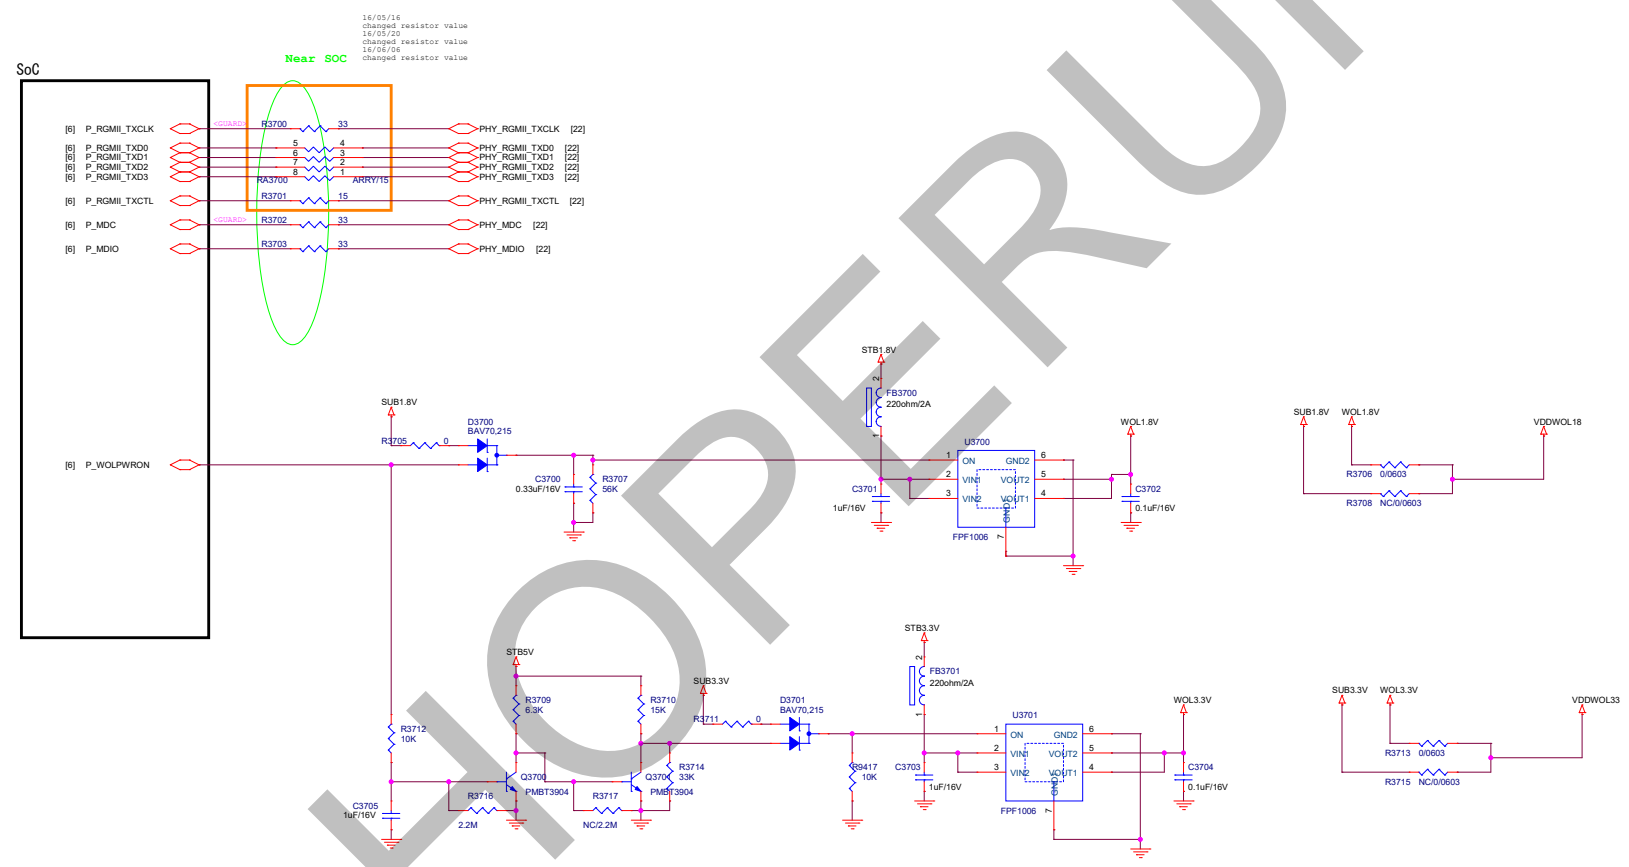 16/05/16
changed resistor value
16/05/20
changed resistor value
16/06/06
changed resistor value
Near SOC
SoC
[6] P_RGMII_TXCLK <GUARD> R3700 33 PHY_RGMII_TXCLK [22]
[6] P_RGMII_TXD0 5 4 PHY_RGMII_TXD0 [22]
[6] P_RGMII_TXD1 6 3 PHY_RGMII_TXD1 [22]
[6] P_RGMII_TXD2 7 2 PHY_RGMII_TXD2 [22]
[6] P_RGMII_TXD3 8 1 PHY_RGMII_TXD3 [22]
RA3700 ARRY/15
[6] P_RGMII_TXCTL R3701 15 PHY_RGMII_TXCTL [22]
[6] P_MDC <GUARD> R3702 33 PHY_MDC [22]
[6] P_MDIO R3703 33 PHY_MDIO [22]
STB1.8V
2
FB3700
220ohm/2A
1
SUB1.8V
D3700
BAV70,215
R3705 0
[6] P_WOLPWRON
C3700
0.33uF/16V
R3707
56K
U3700
1 ON GND2 6
2 VIN1 VOUT2 5
3 VIN2 VOUT1 4
GND1
7
FPF1006
C3701
1uF/16V
WOL1.8V
C3702
0.1uF/16V
SUB1.8V WOL1.8V VDDWOL18
R3706 0/0603
R3708 NC/0/0603
STB5V
R3709
6.3K
R3710
15K
SUB3.3V
R3711 0
D3701
BAV70,215
R3712
10K
Q3700
PMBT3904
R3716
2.2M
C3705
1uF/16V
Q3701
PMBT3904
R3714
33K
R3717
NC/2.2M
R9417
10K
STB3.3V
2
FB3701
220ohm/2A
1
U3701
1 ON GND2 6
2 VIN1 VOUT2 5
3 VIN2 VOUT1 4
GND1
7
FPF1006
C3703
1uF/16V
WOL3.3V
C3704
0.1uF/16V
SUB3.3V WOL3.3V VDDWOL33
R3713 0/0603
R3715 NC/0/0603